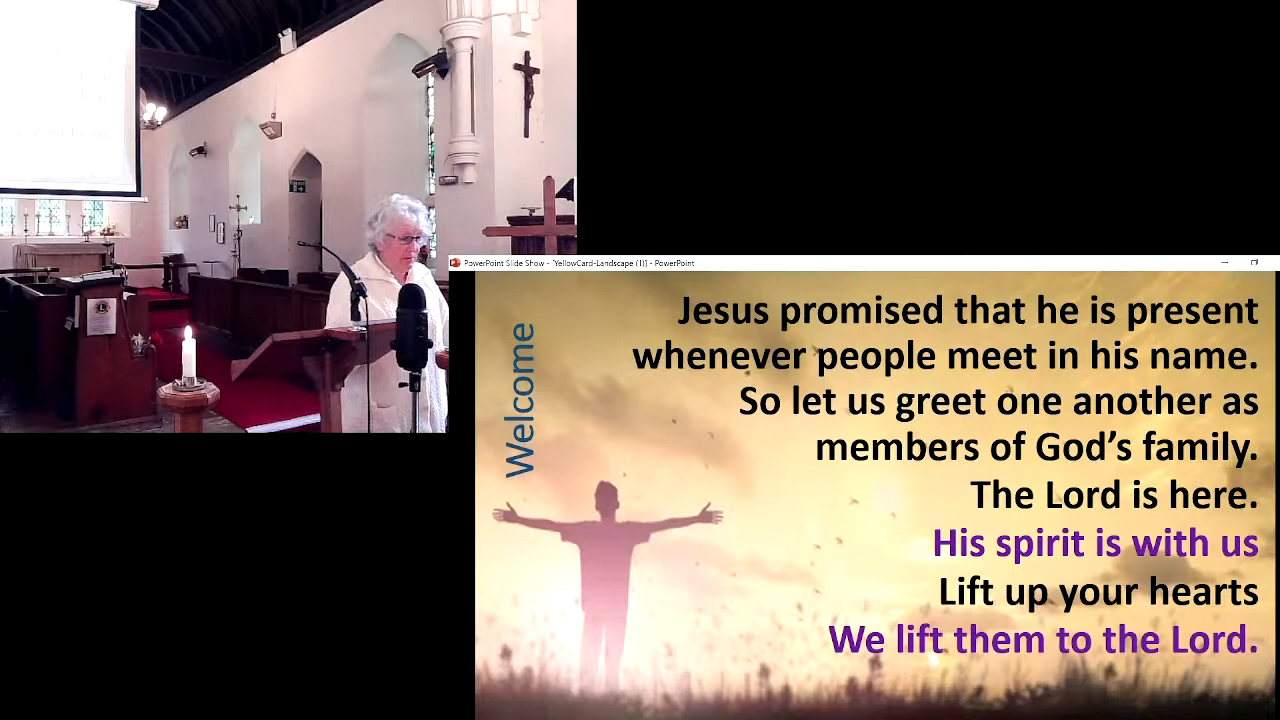 PowerPoint Slide Show - [YellowCard-Landscape (1)] - PowerPoint
Welcome
Jesus promised that he is present
whenever people meet in his name.
So let us greet one another as
members of God's family.
The Lord is here.
His spirit is with us
Lift up your hearts
We lift them to the Lord.